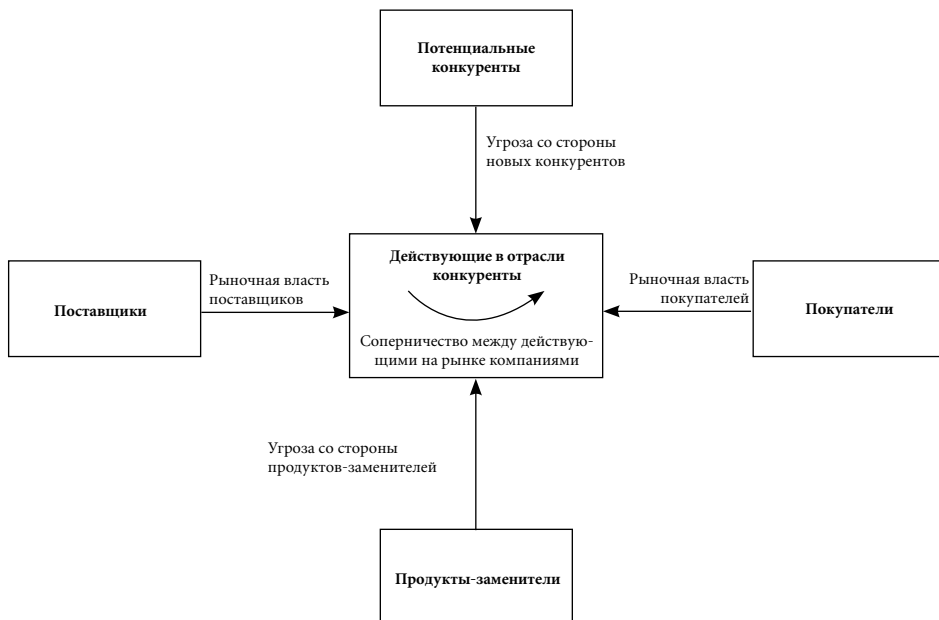 Потенциальные
конкуренты
Угроза со стороны
новых конкурентов
Действующие в отрасли
конкуренты
Соперничество между действую-
щими на рынке компаниями
Поставщики
Рыночная власть
поставщиков
Рыночная власть
покупателей
Покупатели
Угроза со стороны
продуктов-заменителей
Продукты-заменители